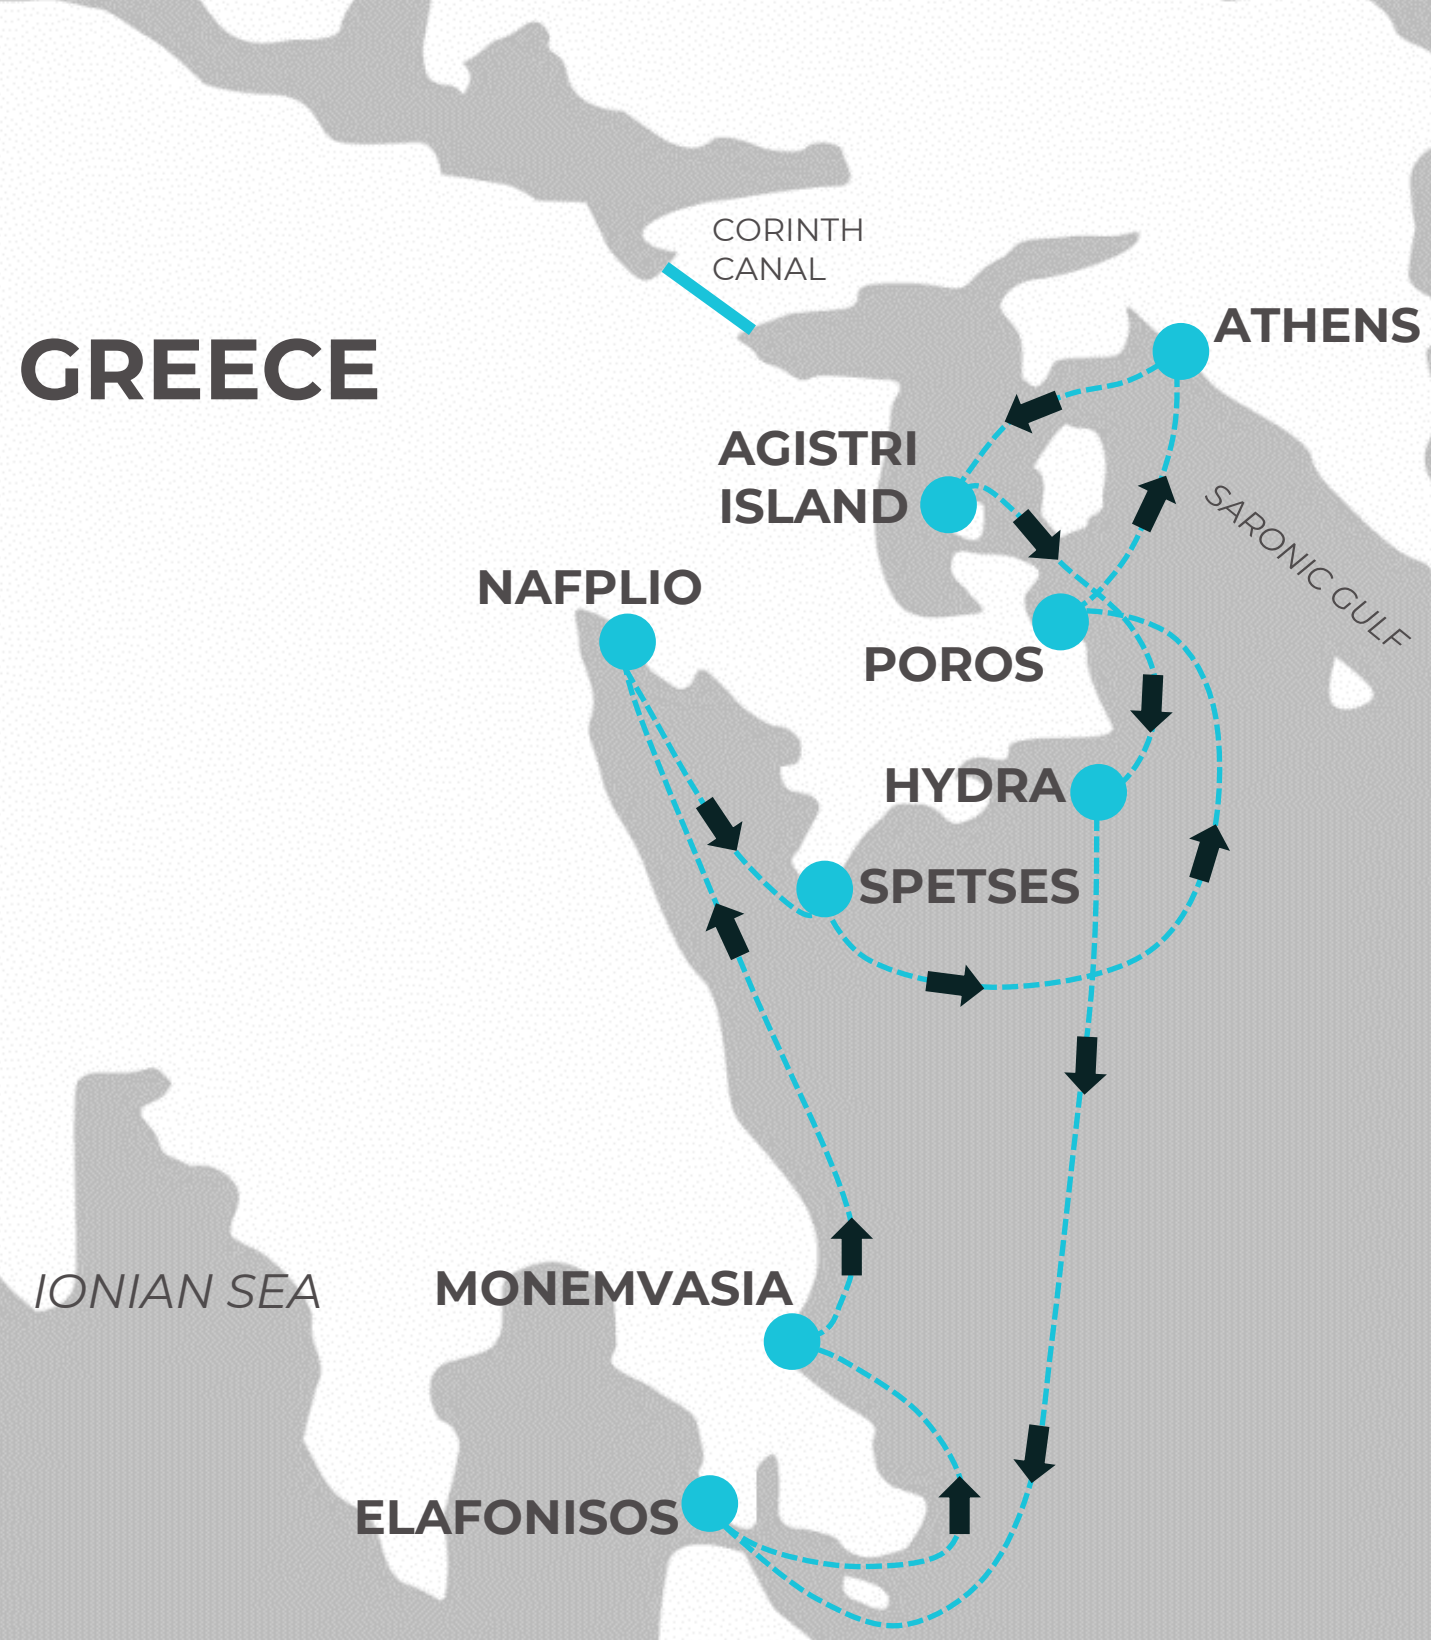 CORINTH
CANAL
ATHENS
GREECE
AGISTRI
ISLAND
SARONIC GULF
NAFPLIO
POROS
HYDRA
SPETSES
IONIAN SEA
MONEMVASIA
ELAFONISOS